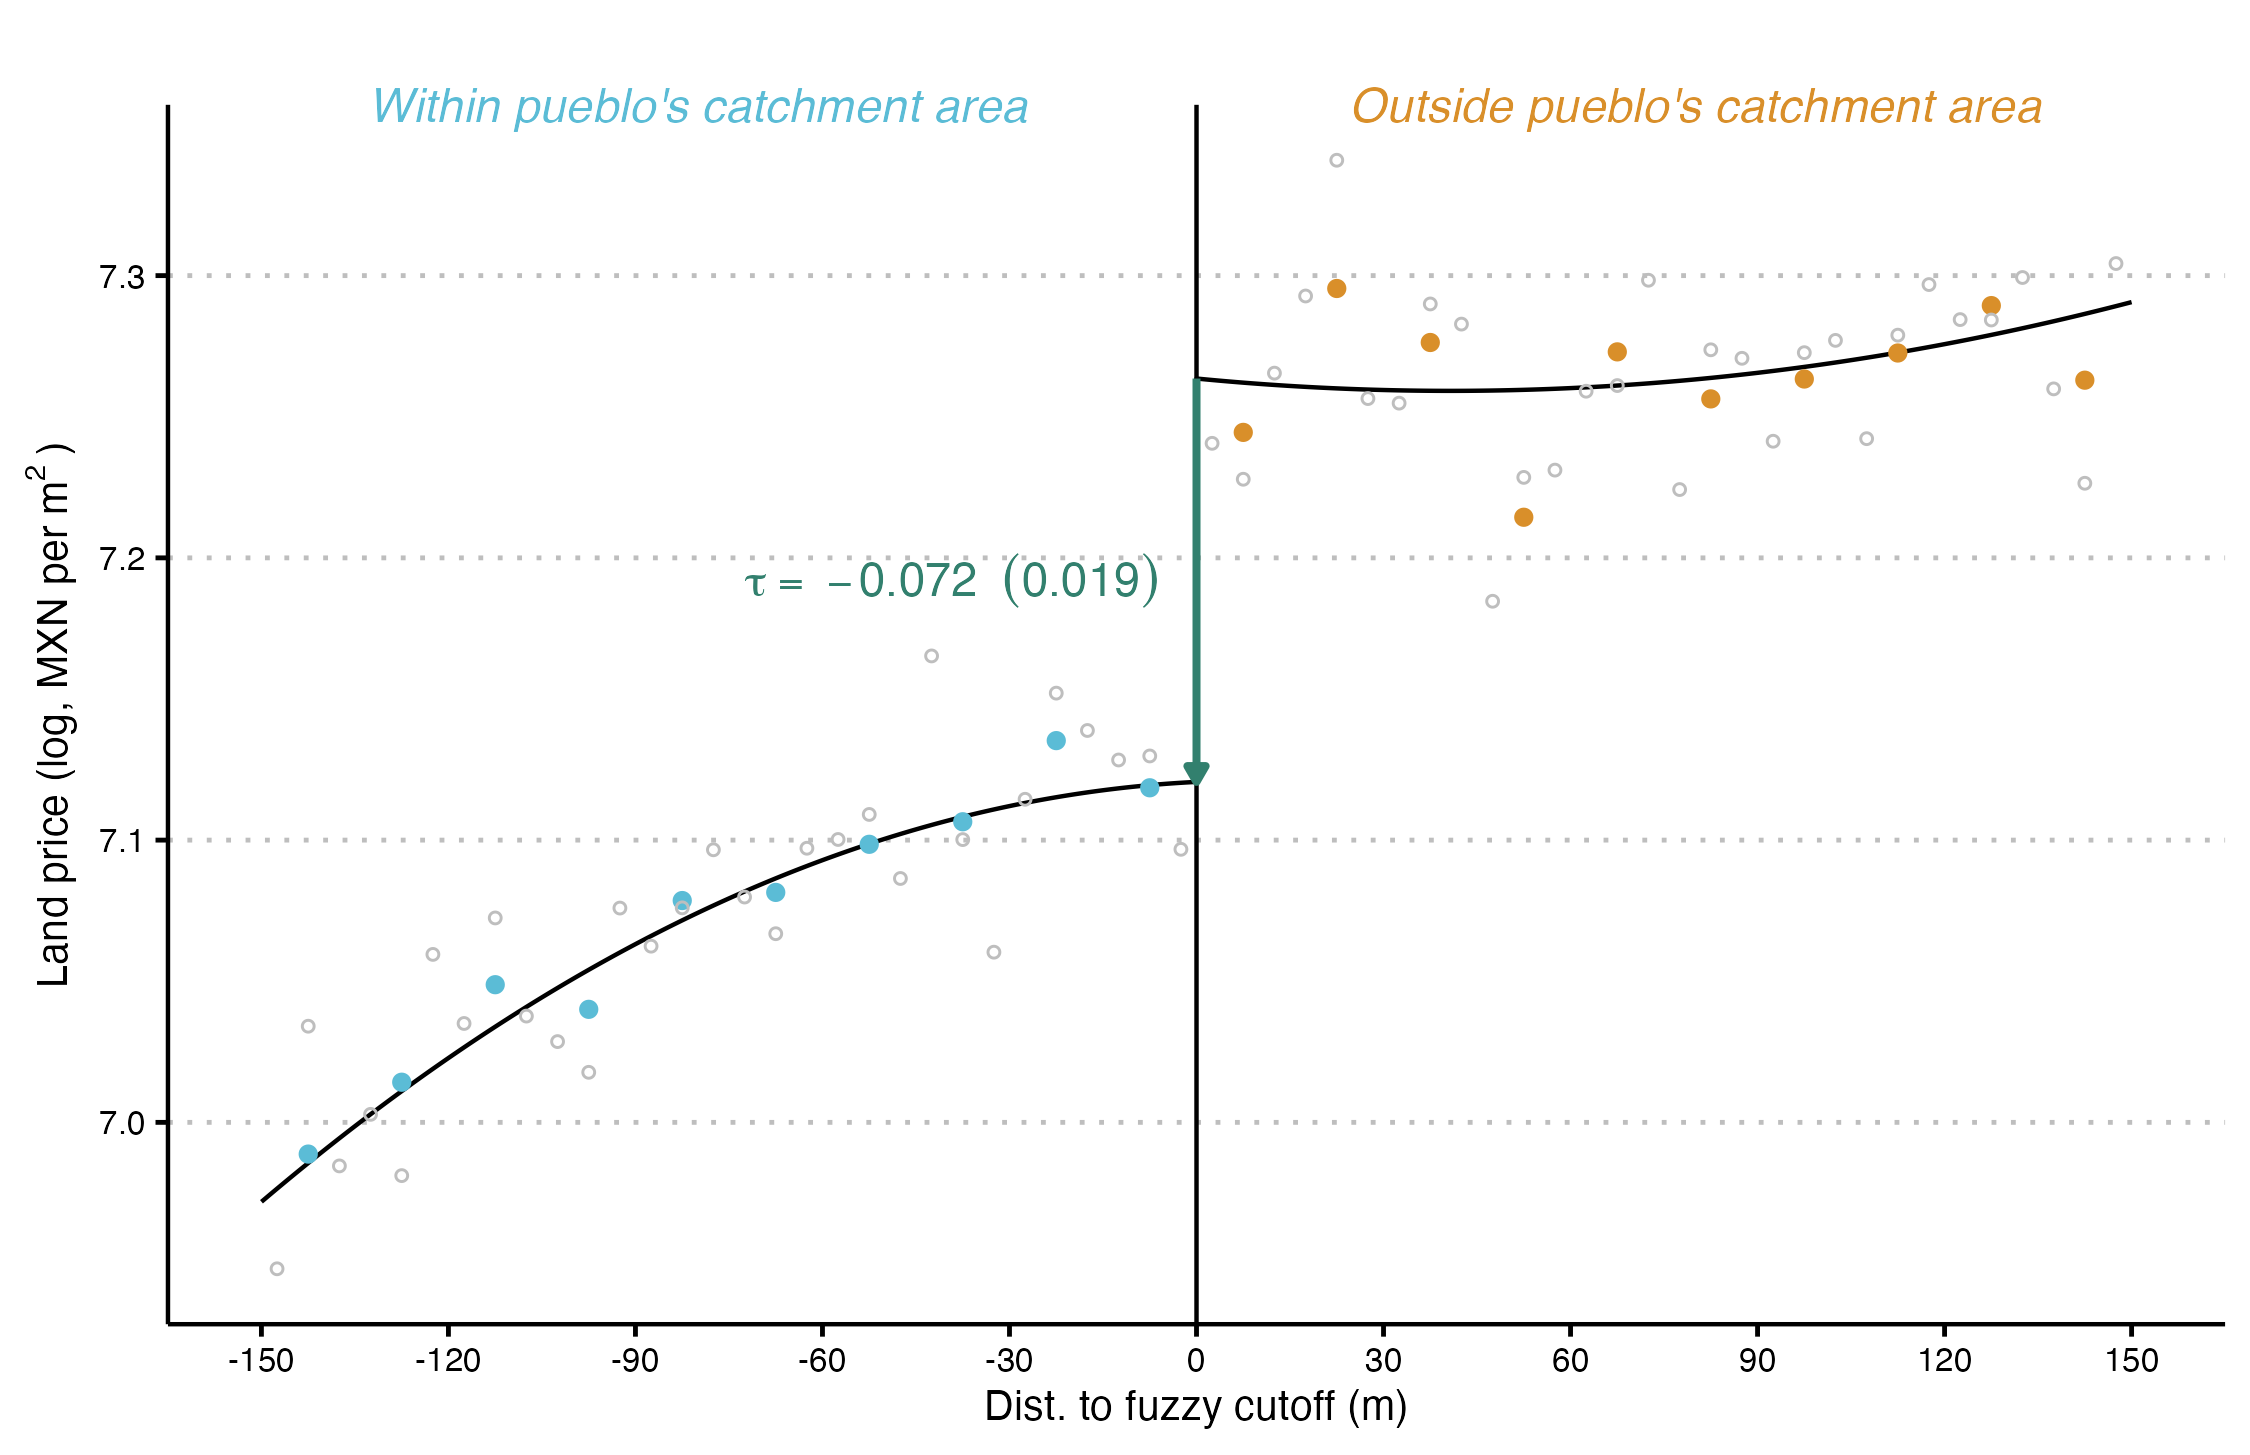 Within pueblo's catchment area
Outside pueblo's catchment area
Land price (log, MXN per m²)
7.3
7.2
7.1
7.0
τ = −0.072 (0.019)
-150 -120 -90 -60 -30 0 30 60 90 120 150
Dist. to fuzzy cutoff (m)